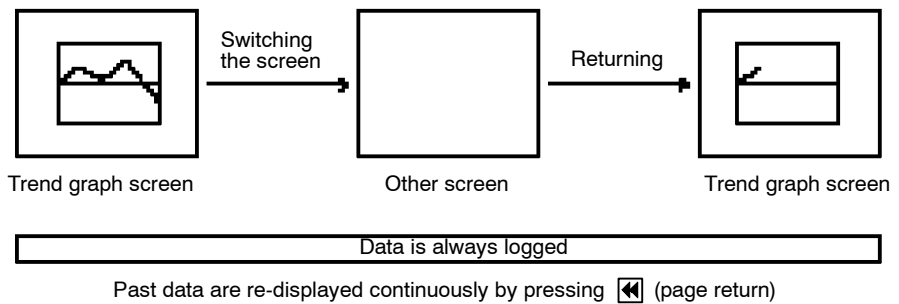 Switching
the screen
Returning
Trend graph screen
Other screen
Trend graph screen
Data is always logged
Past data are re-displayed continuously by pressing (page return)